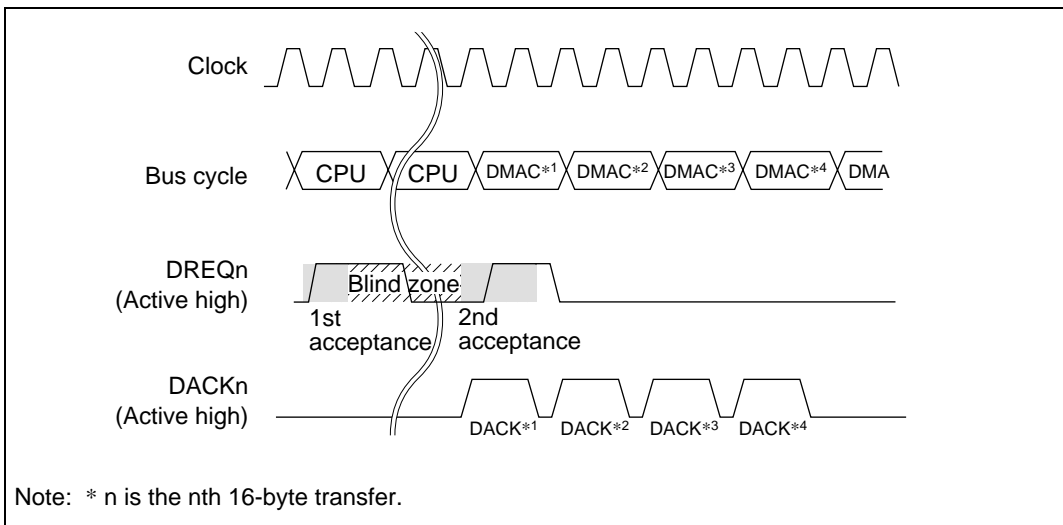 Clock
Bus cycle
CPU CPU DMAC*1 DMAC*2 DMAC*3 DMAC*4 DMA
DREQn
(Active high)
Blind zone
1st
acceptance
2nd
acceptance
DACKn
(Active high)
DACK*1 DACK*2 DACK*3 DACK*4
Note: * n is the nth 16-byte transfer.